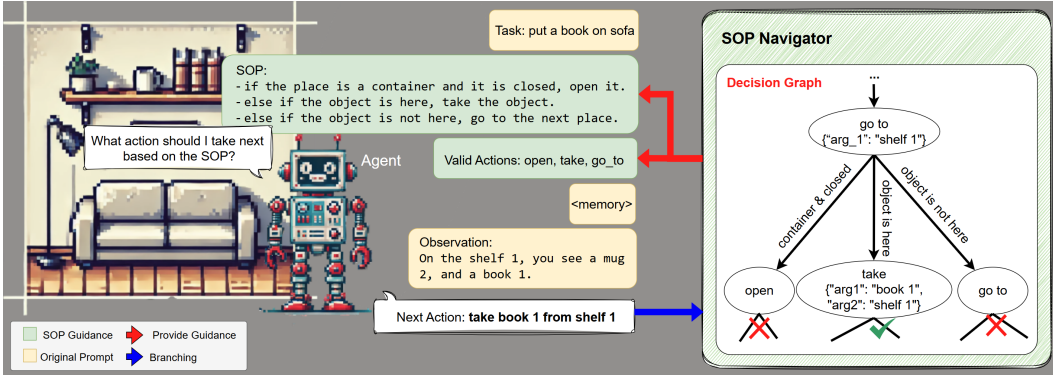 Task: put a book on sofa
SOP:
- if the place is a container and it is closed, open it.
- else if the object is here, take the object.
- else if the object is not here, go to the next place.
What action should I take next
based on the SOP?
Agent
Valid Actions: open, take, go_to
<memory>
Observation:
On the shelf 1, you see a mug
2, and a book 1.
Next Action: take book 1 from shelf 1
SOP Guidance
Provide Guidance
Original Prompt
Branching
SOP Navigator
Decision Graph
...
go to
{"arg_1": "shelf 1"}
container & closed
object is here
object is not here
open
take
{"arg1": "book 1",
"arg2": "shelf 1"}
go to